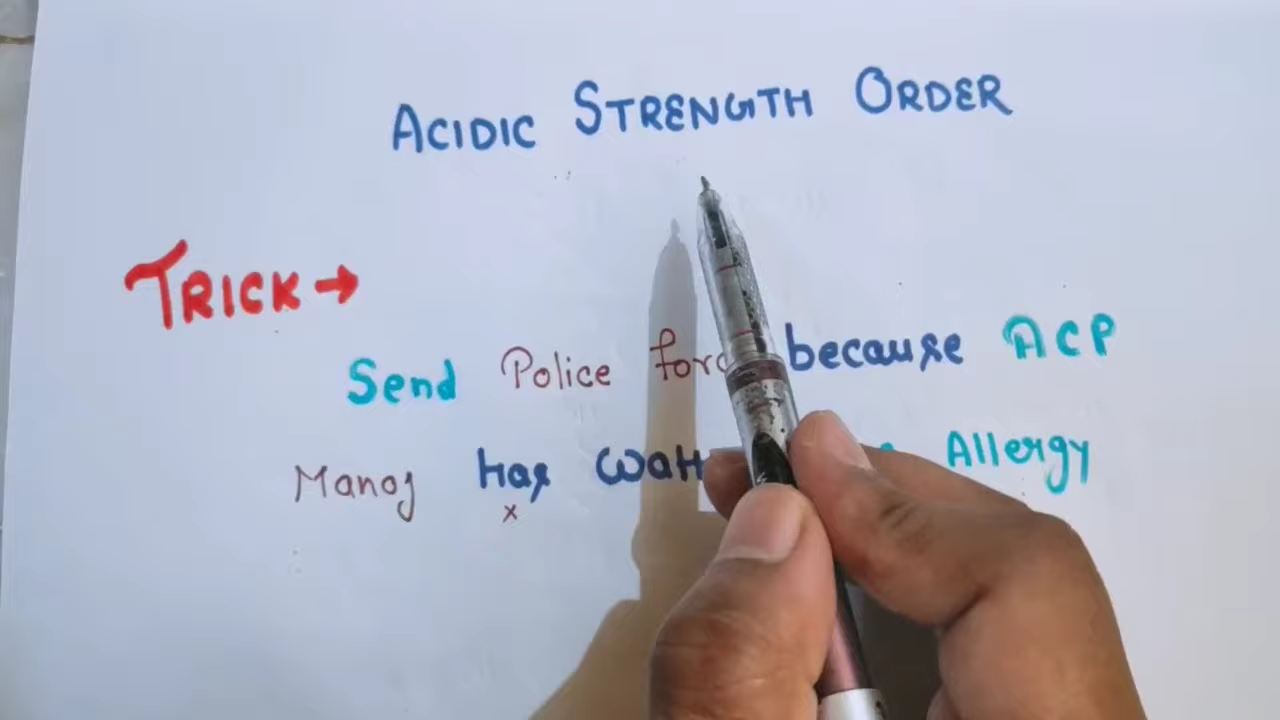 ACIDIC STRENGTH ORDER
TRICK →
Send Police because ACP
Manoj has Allergy
x